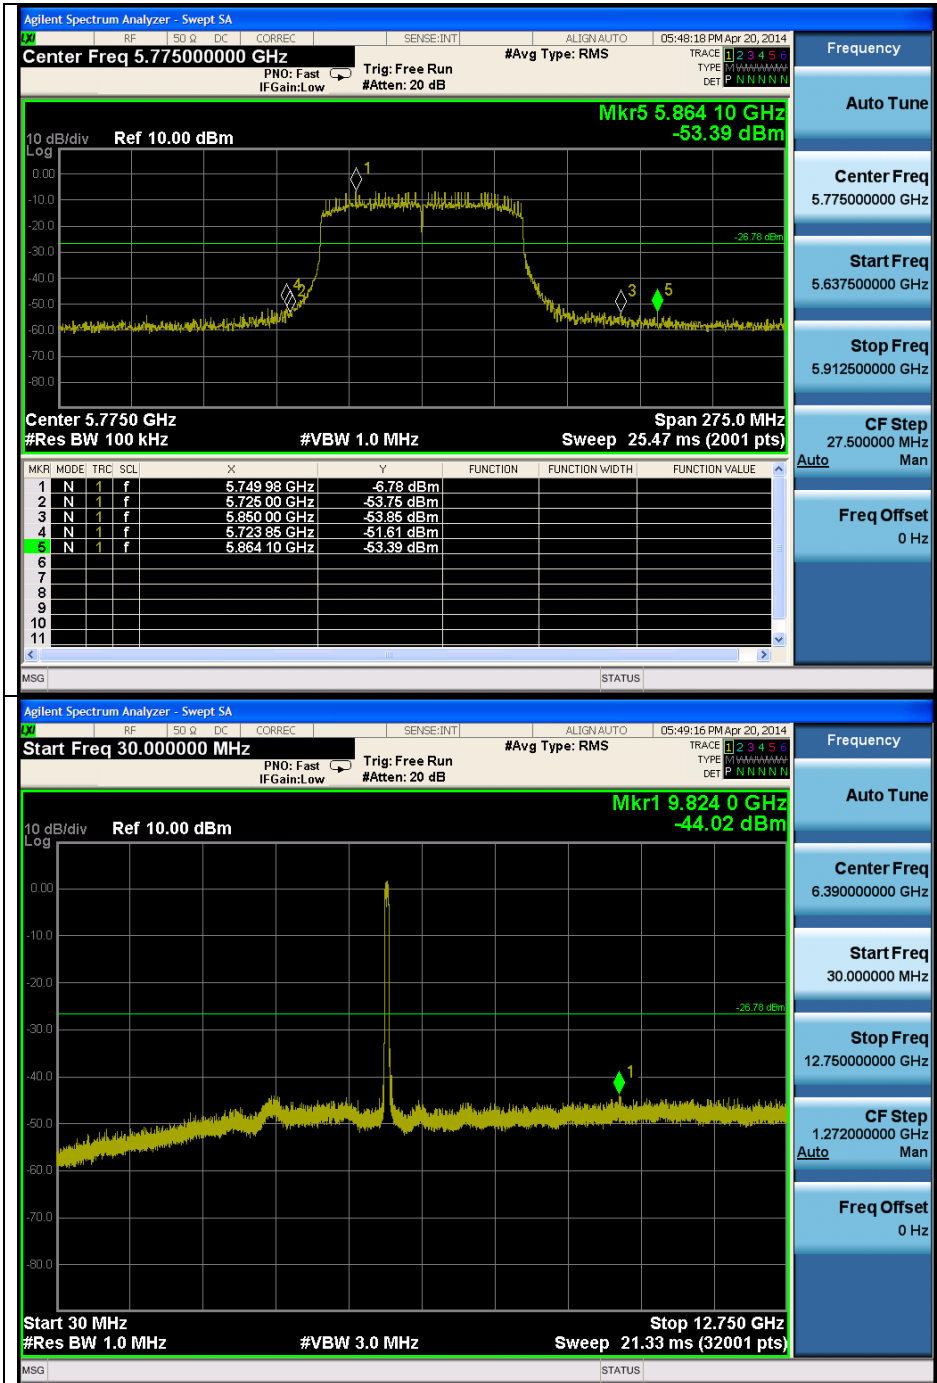 Agilent Spectrum Analyzer - Swept SA
LXI RF 50 Ω DC CORREC SENSE:INT ALIGN AUTO 05:48:18 PM Apr 20, 2014
Center Freq 5.775000000 GHz
PNO: Fast
IFGain:Low
Trig: Free Run
#Atten: 20 dB
#Avg Type: RMS
TRACE 1 2 3 4 5 6
TYPE M
DET P N N N N N
Mkr5 5.864 10 GHz
-53.39 dBm
10 dB/div Ref 10.00 dBm
Log
0.00
-10.0
-20.0
-30.0
-40.0
-50.0
-60.0
-70.0
-80.0
1
-26.78 dBm
4
2
3
5
Center 5.7750 GHz Span 275.0 MHz
#Res BW 100 kHz #VBW 1.0 MHz Sweep 25.47 ms (2001 pts)
MKR MODE TRC SCL X Y FUNCTION FUNCTION WIDTH FUNCTION VALUE
1 N 1 f 5.749 98 GHz -6.78 dBm
2 N 1 f 5.725 00 GHz -53.75 dBm
3 N 1 f 5.850 00 GHz -53.85 dBm
4 N 1 f 5.723 85 GHz -51.61 dBm
5 N 1 f 5.864 10 GHz -53.39 dBm
6
7
8
9
10
11
MSG STATUS
Frequency
Auto Tune
Center Freq
5.775000000 GHz
Start Freq
5.637500000 GHz
Stop Freq
5.912500000 GHz
CF Step
27.500000 MHz
Auto Man
Freq Offset
0 Hz
Agilent Spectrum Analyzer - Swept SA
LXI RF 50 Ω DC CORREC SENSE:INT ALIGN AUTO 05:49:16 PM Apr 20, 2014
Start Freq 30.000000 MHz
PNO: Fast
IFGain:Low
Trig: Free Run
#Atten: 20 dB
#Avg Type: RMS
TRACE 1 2 3 4 5 6
TYPE M
DET P N N N N N
Mkr1 9.824 0 GHz
-44.02 dBm
10 dB/div Ref 10.00 dBm
Log
0.00
-10.0
-20.0
-30.0
-40.0
-50.0
-60.0
-70.0
-80.0
-26.78 dBm
1
Start 30 MHz Stop 12.750 GHz
#Res BW 1.0 MHz #VBW 3.0 MHz Sweep 21.33 ms (32001 pts)
MSG STATUS
Frequency
Auto Tune
Center Freq
6.390000000 GHz
Start Freq
30.000000 MHz
Stop Freq
12.750000000 GHz
CF Step
1.272000000 GHz
Auto Man
Freq Offset
0 Hz